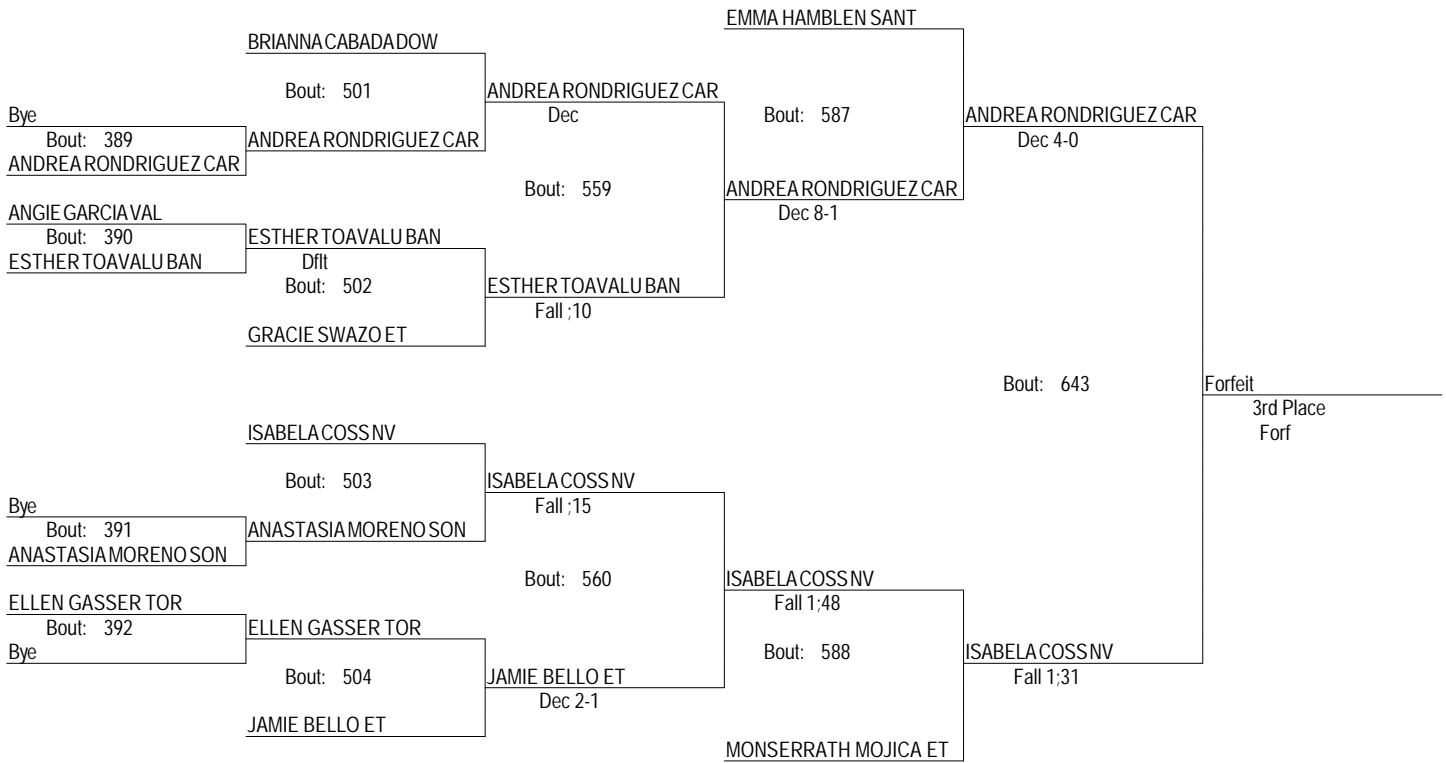 EMMA HAMBLEN SANT
BRIANNA CABADA DOW
Bout: 501
ANDREA RONDRIGUEZ CAR
Dec
Bye
Bout: 389
ANDREA RONDRIGUEZ CAR
ANDREA RONDRIGUEZ CAR
Bout: 587
ANDREA RONDRIGUEZ CAR
Dec 4-0
Bout: 559
ANDREA RONDRIGUEZ CAR
Dec 8-1
ANGIE GARCIA VAL
Bout: 390
ESTHER TOAVALU BAN
ESTHER TOAVALU BAN
Dflt
Bout: 502
ESTHER TOAVALU BAN
Fall ;10
GRACIE SWAZO ET
Bout: 643
Forfeit
3rd Place
Forf
ISABELA COSS NV
Bout: 503
ISABELA COSS NV
Fall ;15
Bye
Bout: 391
ANASTASIA MORENO SON
ANASTASIA MORENO SON
Bout: 560
ISABELA COSS NV
Fall 1;48
ELLEN GASSER TOR
Bout: 392
Bye
ELLEN GASSER TOR
Bout: 504
JAMIE BELLO ET
Dec 2-1
JAMIE BELLO ET
Bout: 588
ISABELA COSS NV
Fall 1;31
MONSERRATH MOJICA ET